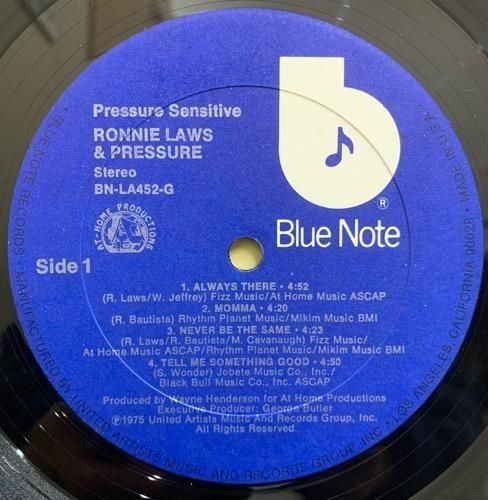 Pressure Sensitive
RONNIE LAWS
& PRESSURE
Stereo
BN-LA452-G
AT-HOME PRODUCTIONS
b
®
Blue Note
Side 1
1. ALWAYS THERE • 4:52
(R. Laws/W. Jeffrey) Fizz Music/At Home Music ASCAP
2. MOMMA • 4:20
(R. Bautista) Rhythm Planet Music/Mikim Music BMI
3. NEVER BE THE SAME • 4:23
(R. Laws/R. Bautista/M. Cavanaugh) Fizz Music/
At Home Music ASCAP/Rhythm Planet Music/Mikim Music BMI
4. TELL ME SOMETHING GOOD • 4:50
(S. Wonder) Jobete Music Co., Inc./
Black Bull Music Co., Inc. ASCAP
Produced by Wayne Henderson for At Home Productions
Executive Producer: George Butler
℗1975 United Artists Music And Records Group, Inc.
All Rights Reserved
• BLUE NOTE RECORDS • MANUFACTURED BY UNITED ARTISTS MUSIC AND RECORDS GROUP, INC. • LOS ANGELES, CALIFORNIA 90028 • MADE IN U.S.A.